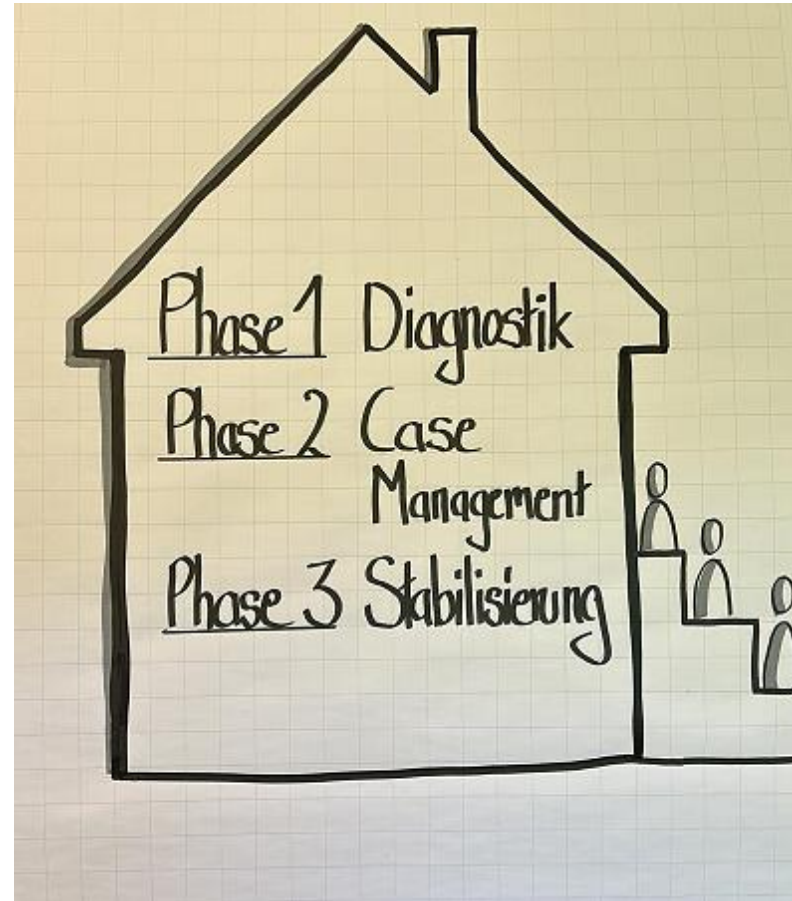 Phase 1 Diagnostik
Phase 2 Case
Management
Phase 3 Stabilisierung